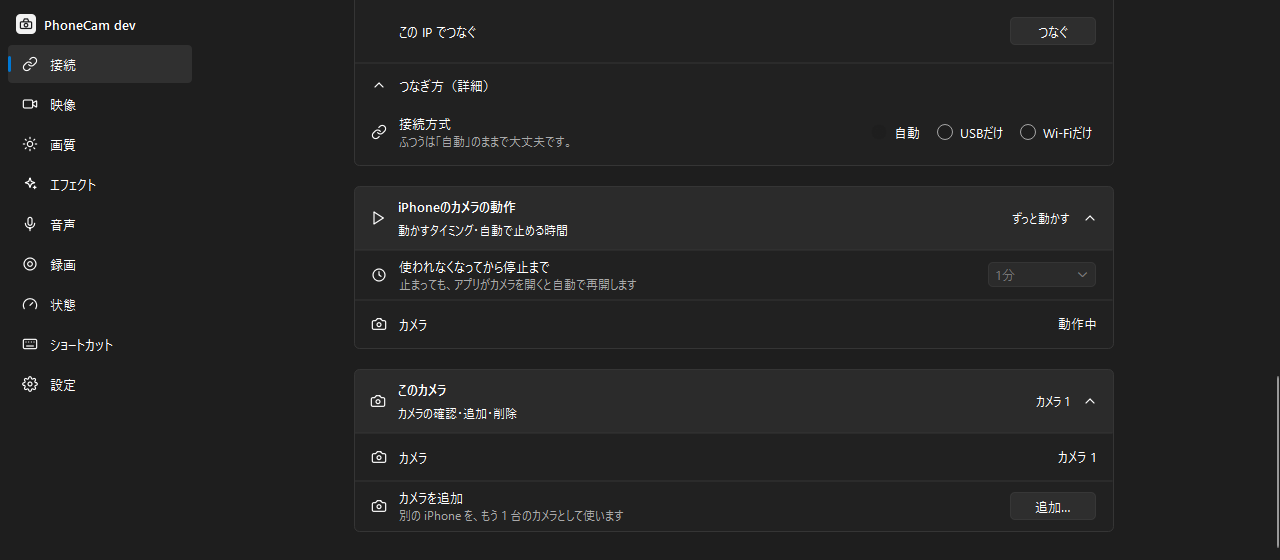 PhoneCam dev
接続
映像
画質
エフェクト
音声
録画
状態
ショートカット
設定
この IP でつなぐ
つなぐ
つなぎ方（詳細）
接続方式
ふつうは「自動」のままで大丈夫です。
自動
USBだけ
Wi-Fiだけ
iPhoneのカメラの動作
動かすタイミング・自動で止める時間
ずっと動かす
使われなくなってから停止まで
止まっても、アプリがカメラを開くと自動で再開します
1分
カメラ
動作中
このカメラ
カメラの確認・追加・削除
カメラ 1
カメラ
カメラ 1
カメラを追加
別の iPhone を、もう 1 台のカメラとして使います
追加...